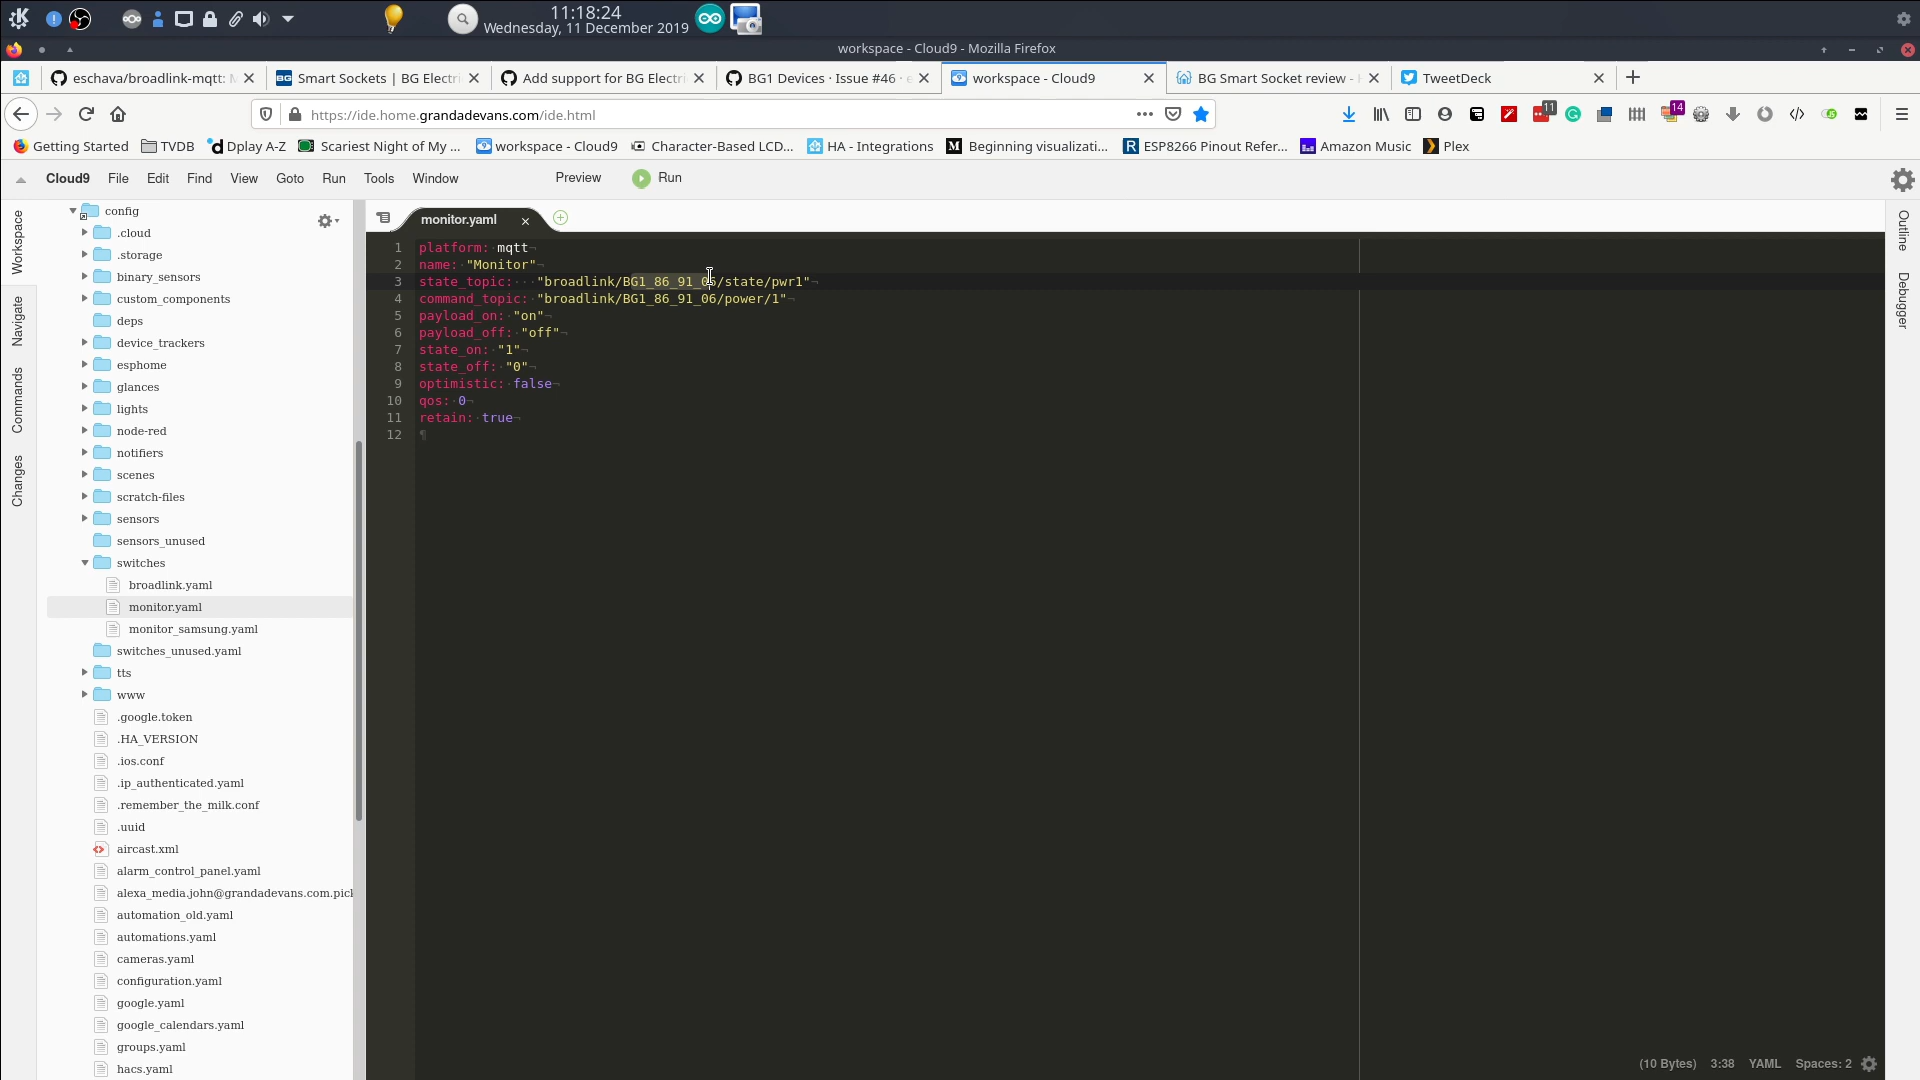 11:18:24
Wednesday, 11 December 2019
workspace - Cloud9 - Mozilla Firefox
eschava/broadlink-mqtt: M
Smart Sockets | BG Electri
Add support for BG Electri
BG1 Devices · Issue #46 · e
workspace - Cloud9
BG Smart Socket review - H
TweetDeck
https://ide.home.grandadevans.com/ide.html
11
14
Getting Started
TVDB
Dplay A-Z
Scariest Night of My ...
workspace - Cloud9
Character-Based LCD...
HA - Integrations
Beginning visualizati...
ESP8266 Pinout Refer...
Amazon Music
Plex
Cloud9
File
Edit
Find
View
Goto
Run
Tools
Window
Preview
Run
Workspace
Navigate
Commands
Changes
config
.cloud
.storage
binary_sensors
custom_components
deps
device_trackers
esphome
glances
lights
node-red
notifiers
scenes
scratch-files
sensors
sensors_unused
switches
broadlink.yaml
monitor.yaml
monitor_samsung.yaml
switches_unused.yaml
tts
www
.google.token
.HA_VERSION
.ios.conf
.ip_authenticated.yaml
.remember_the_milk.conf
.uuid
aircast.xml
alarm_control_panel.yaml
alexa_media.john@grandadevans.com.pick
automation_old.yaml
automations.yaml
cameras.yaml
configuration.yaml
google.yaml
google_calendars.yaml
groups.yaml
hacs.yaml
monitor.yaml
1 platform: mqtt
2 name: "Monitor"
3 state_topic:   "broadlink/BG1_86_91_06/state/pwr1"
4 command_topic: "broadlink/BG1_86_91_06/power/1"
5 payload_on: "on"
6 payload_off: "off"
7 state_on: "1"
8 state_off: "0"
9 optimistic: false
10 qos: 0
11 retain: true
12
Outline
Debugger
(10 Bytes) 3:38 YAML Spaces: 2